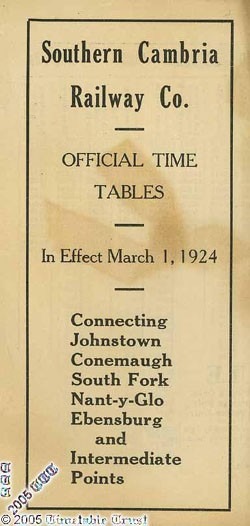 Southern Cambria
Railway Co.
OFFICIAL TIME
TABLES
In Effect March 1, 1924
Connecting
Johnstown
Conemaugh
South Fork
Nant-y-Glo
Ebensburg
and
Intermediate
Points
©2005 Timetable Trust